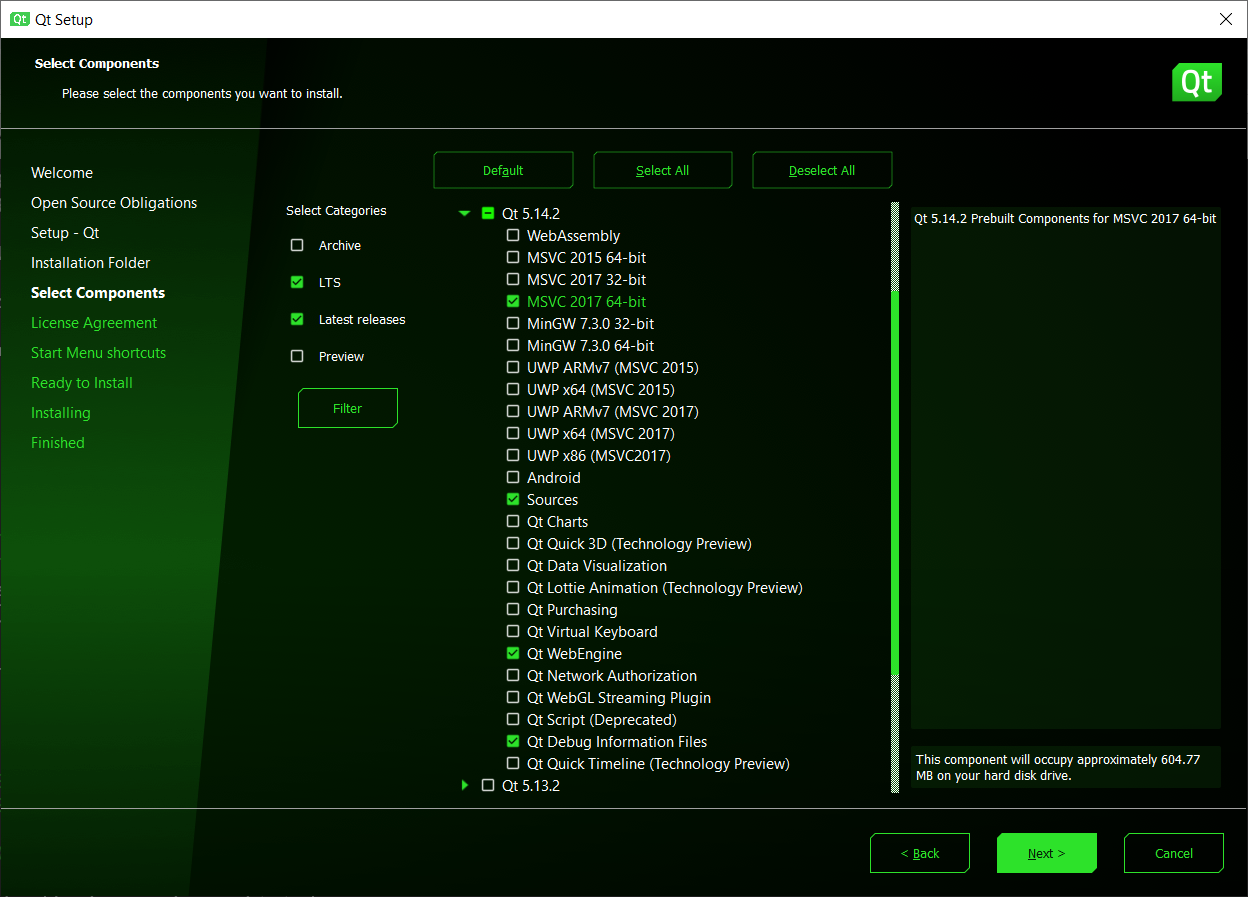 Qt Qt Setup
Select Components
Please select the components you want to install.
Qt
Welcome
Open Source Obligations
Setup - Qt
Installation Folder
Select Components
License Agreement
Start Menu shortcuts
Ready to Install
Installing
Finished
Select Categories
Archive
LTS
Latest releases
Preview
Filter
Default
Select All
Deselect All
Qt 5.14.2
WebAssembly
MSVC 2015 64-bit
MSVC 2017 32-bit
MSVC 2017 64-bit
MinGW 7.3.0 32-bit
MinGW 7.3.0 64-bit
UWP ARMv7 (MSVC 2015)
UWP x64 (MSVC 2015)
UWP ARMv7 (MSVC 2017)
UWP x64 (MSVC 2017)
UWP x86 (MSVC2017)
Android
Sources
Qt Charts
Qt Quick 3D (Technology Preview)
Qt Data Visualization
Qt Lottie Animation (Technology Preview)
Qt Purchasing
Qt Virtual Keyboard
Qt WebEngine
Qt Network Authorization
Qt WebGL Streaming Plugin
Qt Script (Deprecated)
Qt Debug Information Files
Qt Quick Timeline (Technology Preview)
Qt 5.13.2
Qt 5.14.2 Prebuilt Components for MSVC 2017 64-bit
This component will occupy approximately 604.77
MB on your hard disk drive.
< Back
Next >
Cancel